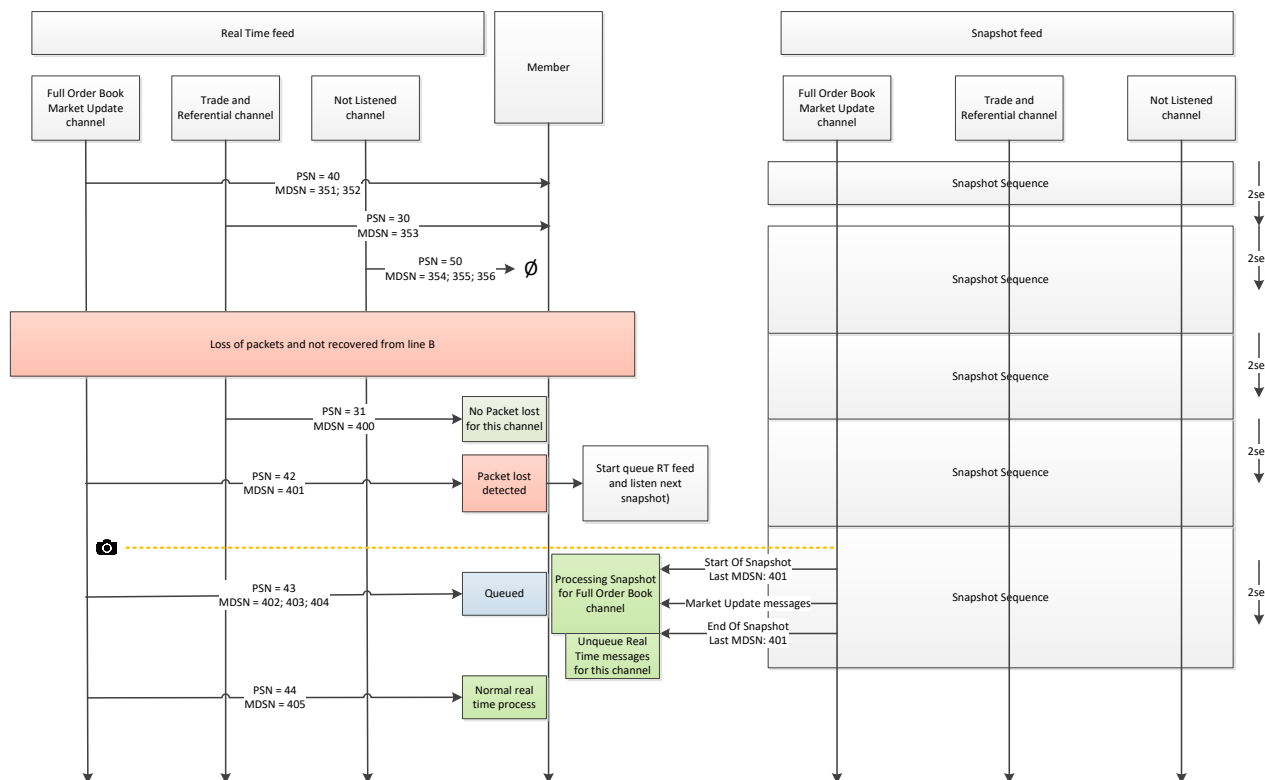 Real Time feed
Member
Snapshot feed
Full Order Book
Market Update
channel
Trade and
Referential channel
Not Listened
channel
Full Order Book
Market Update
channel
Trade and
Referential channel
Not Listened
channel
PSN = 40
MDSN = 351; 352
Snapshot Sequence
2se
PSN = 30
MDSN = 353
PSN = 50
MDSN = 354; 355; 356
Ø
Snapshot Sequence
2se
Loss of packets and not recovered from line B
Snapshot Sequence
2se
PSN = 31
MDSN = 400
No Packet lost
for this channel
PSN = 42
MDSN = 401
Packet lost
detected
Start queue RT feed
and listen next
snapshot)
Snapshot Sequence
2se
Start Of Snapshot
Last MDSN: 401
PSN = 43
MDSN = 402; 403; 404
Queued
Processing Snapshot
for Full Order Book
channel
Market Update messages
Snapshot Sequence
2se
End Of Snapshot
Last MDSN: 401
Unqueue Real
Time messages
for this channel
PSN = 44
MDSN = 405
Normal real
time process